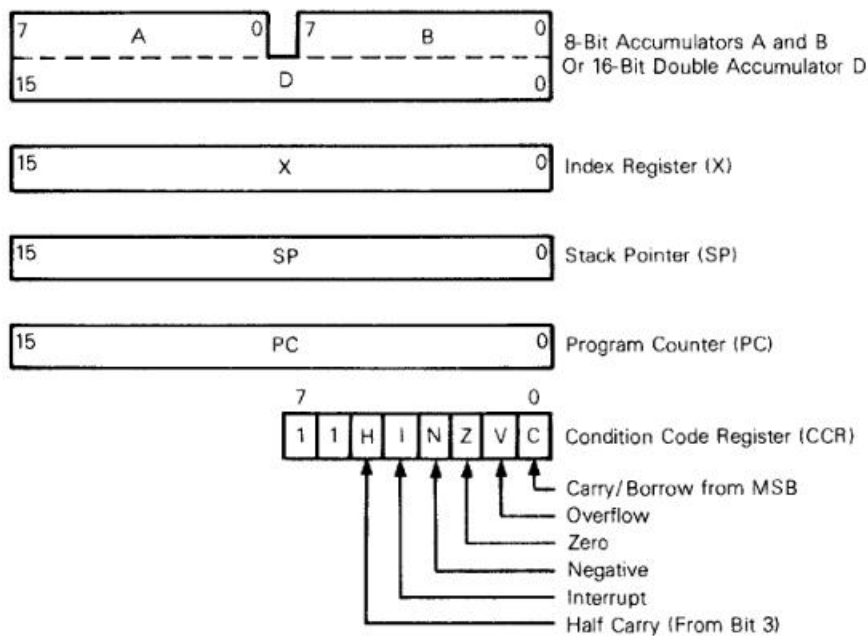 7 A 0 7 B 0
8-Bit Accumulators A and B
15 D 0
Or 16-Bit Double Accumulator D
15 X 0
Index Register (X)
15 SP 0
Stack Pointer (SP)
15 PC 0
Program Counter (PC)
7 0
1 1 H I N Z V C
Condition Code Register (CCR)
Carry/Borrow from MSB
Overflow
Zero
Negative
Interrupt
Half Carry (From Bit 3)